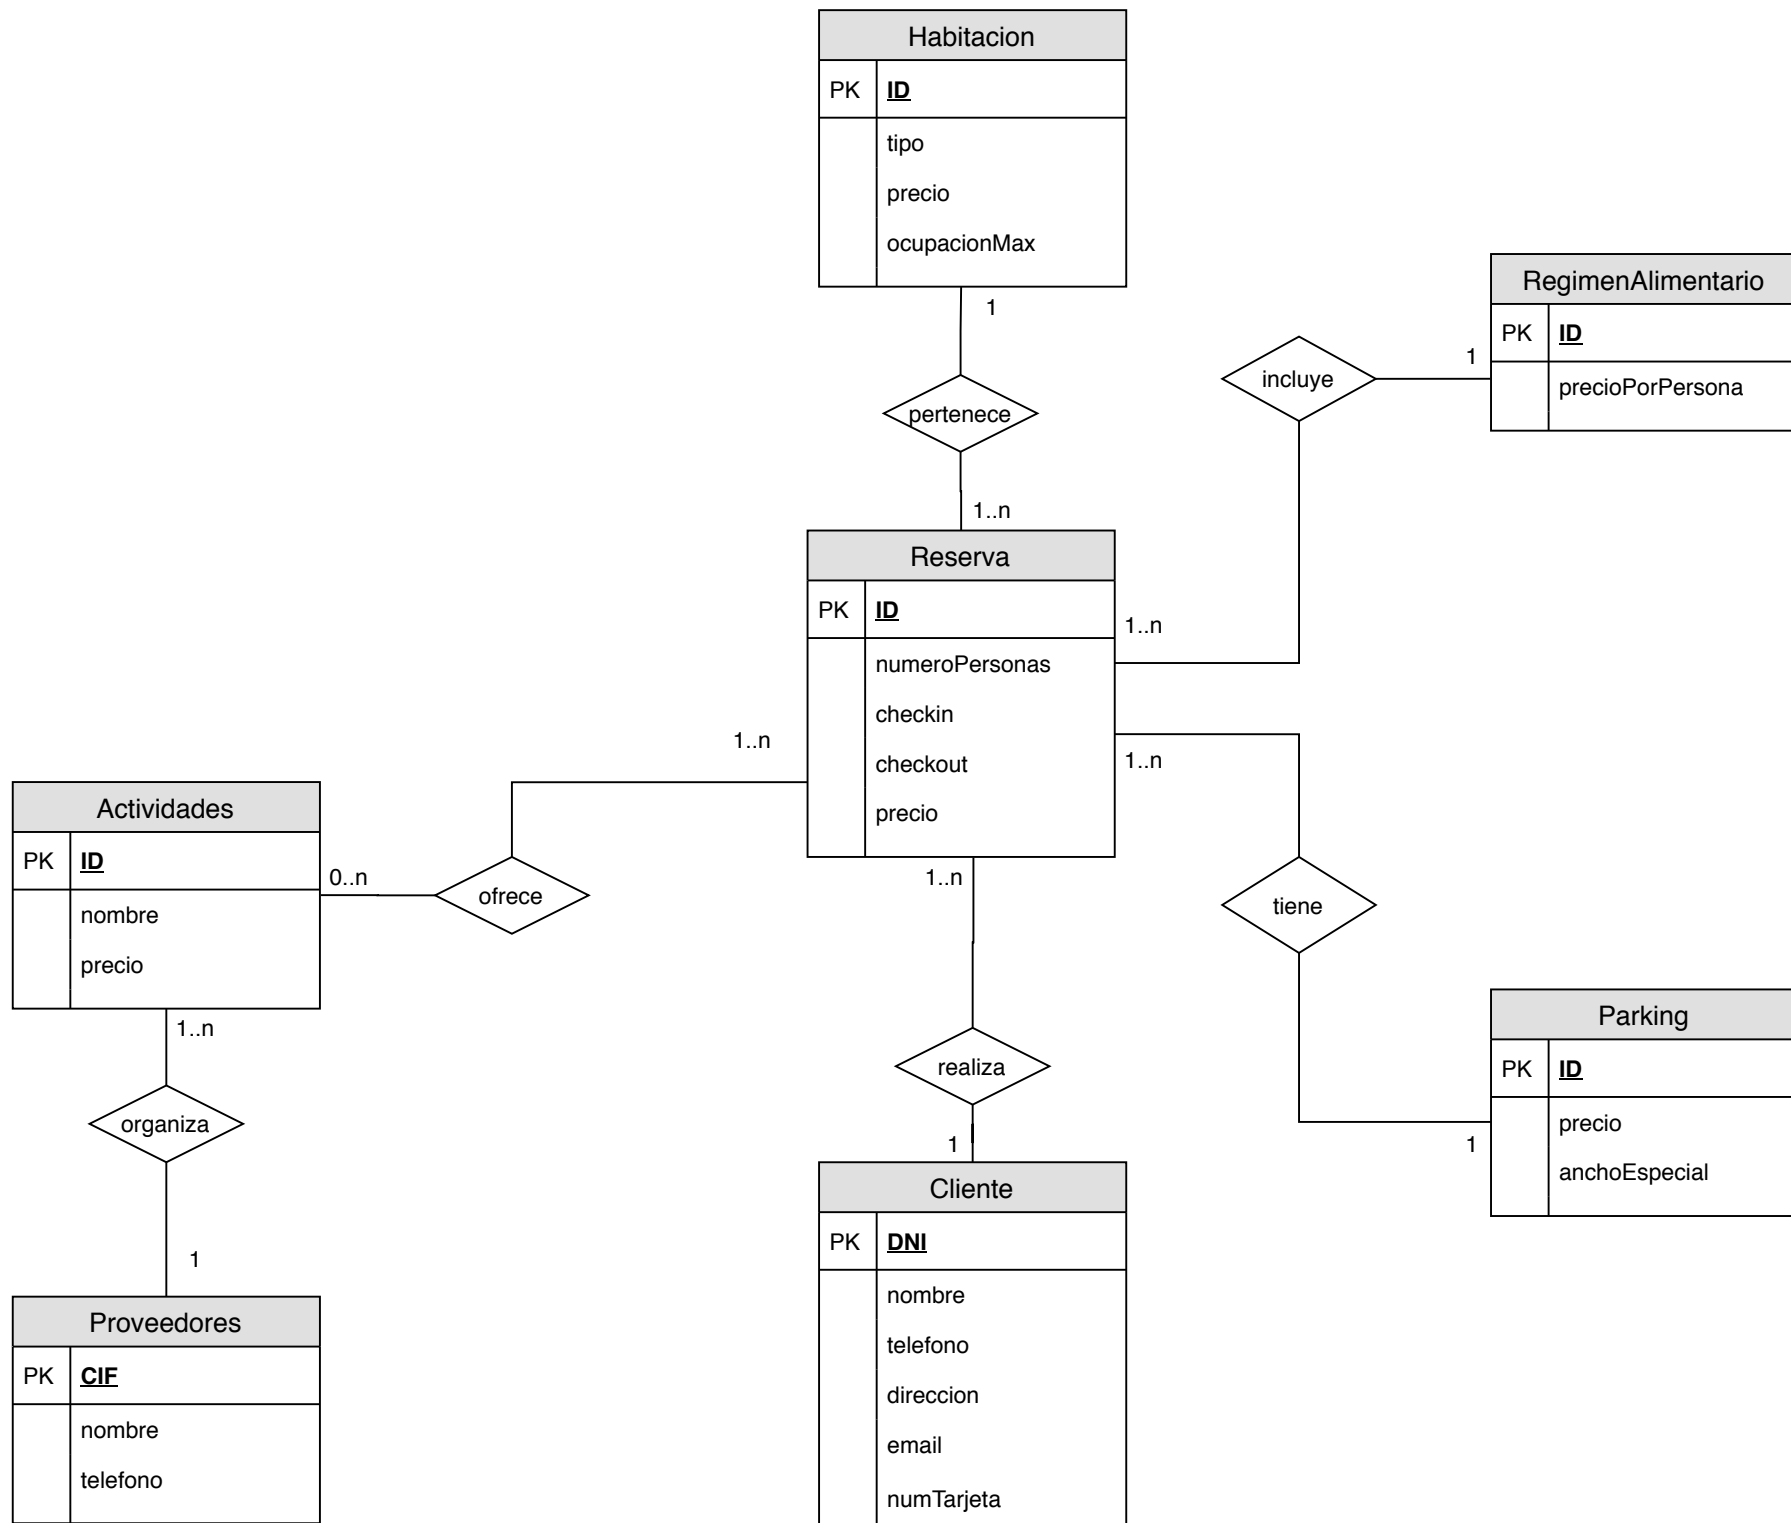 Habitacion
PK ID
tipo
precio
ocupacionMax
1
pertenece
1..n
RegimenAlimentario
PK ID
precioPorPersona
1
incluye
1..n
Reserva
PK ID
numeroPersonas
checkin
checkout
precio
1..n
1..n
tiene
1
Parking
PK ID
precio
anchoEspecial
1..n
ofrece
0..n
Actividades
PK ID
nombre
precio
1..n
organiza
1
Proveedores
PK CIF
nombre
telefono
realiza
1
Cliente
PK DNI
nombre
telefono
direccion
email
numTarjeta